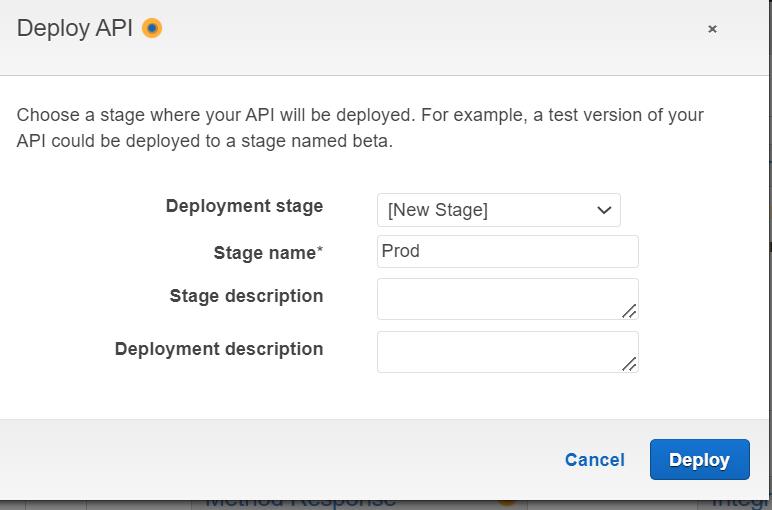 Deploy API
×
Choose a stage where your API will be deployed. For example, a test version of your
API could be deployed to a stage named beta.
Deployment stage [New Stage]
Stage name* Prod
Stage description
Deployment description
Cancel Deploy
Method Response